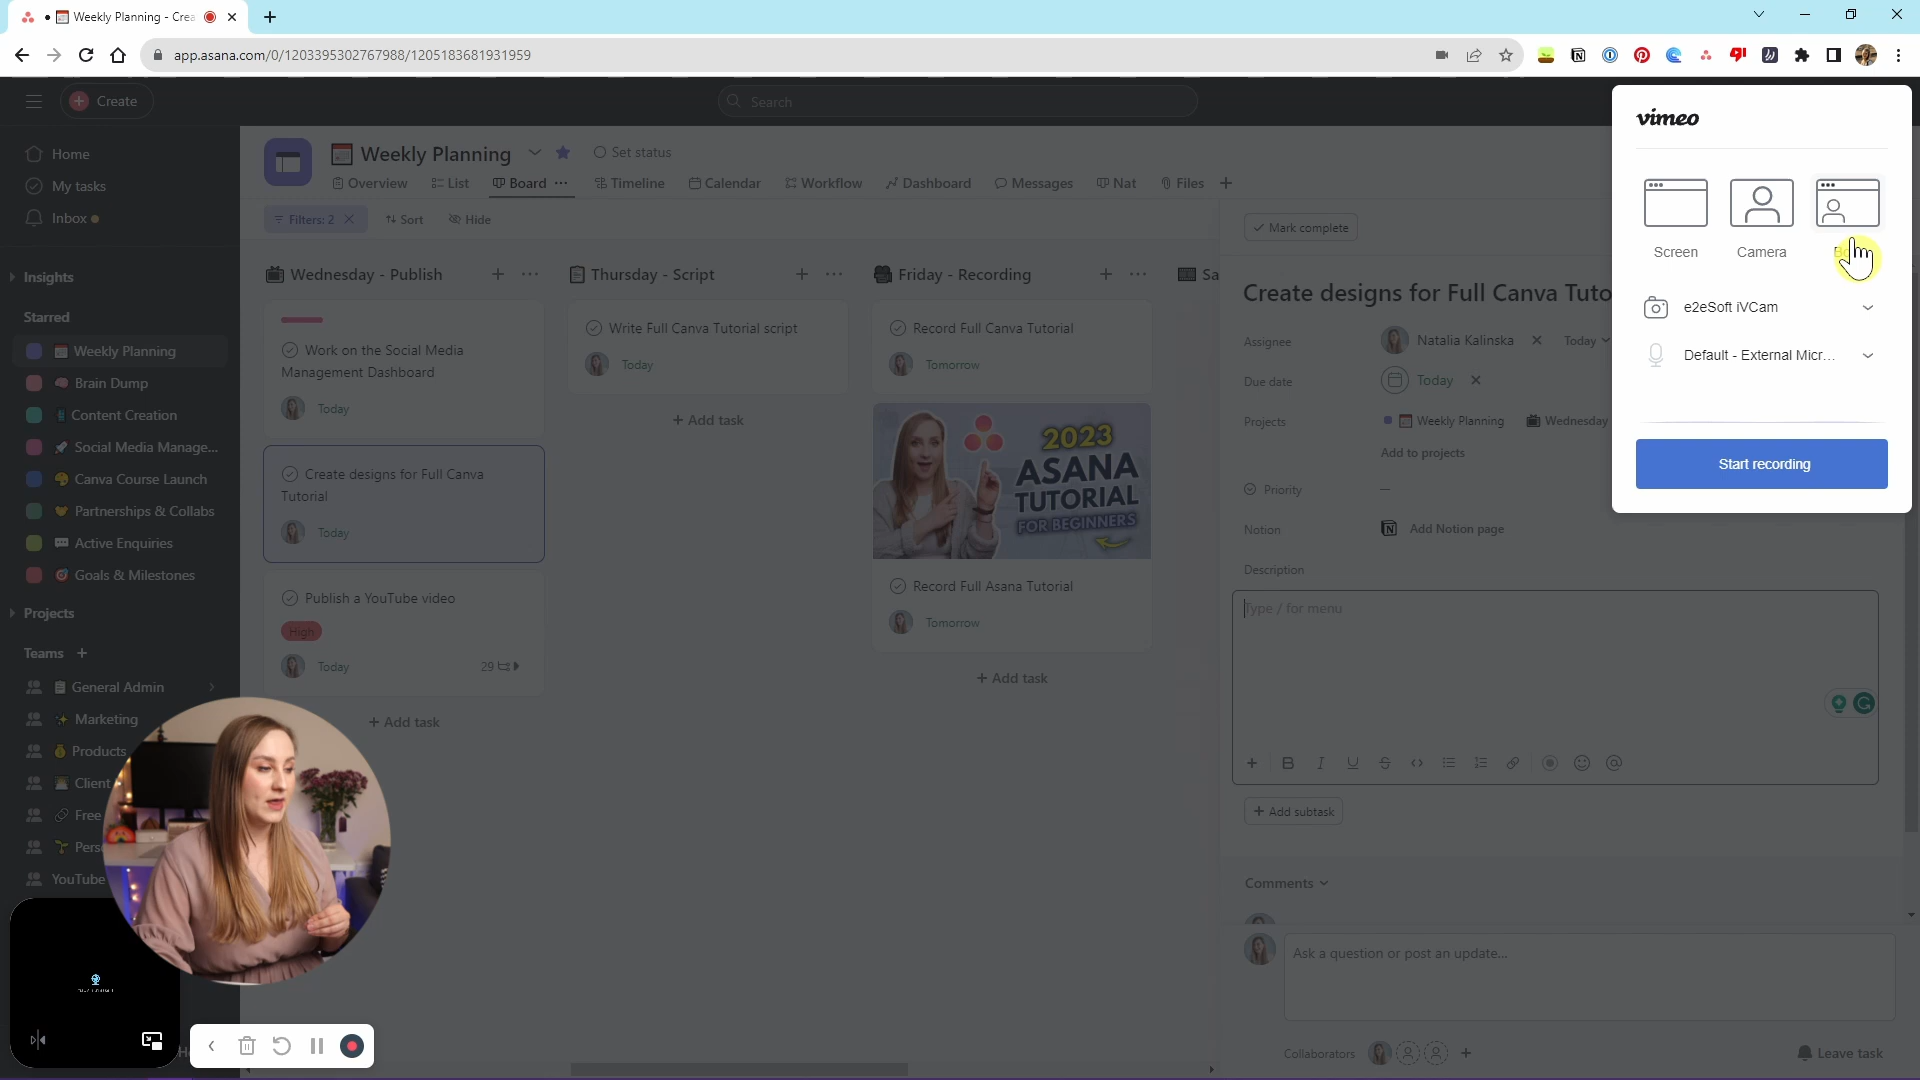 Weekly Planning - Crea
app.asana.com/0/1203395302767988/1205183681931959
Create
Search
Home
My tasks
Inbox
Insights
Starred
Weekly Planning
Brain Dump
Content Creation
Social Media Manage...
Canva Course Launch
Partnerships & Collabs
Active Enquiries
Goals & Milestones
Projects
Teams
General Admin
Marketing
Products
Client
Free
YouTube
Weekly Planning
Set status
Overview
List
Board
Timeline
Calendar
Workflow
Dashboard
Messages
Nat
Files
Filters: 2
Sort
Hide
Wednesday - Publish
Work on the Social Media
Management Dashboard
Today
Create designs for Full Canva
Tutorial
Today
Publish a YouTube video
High
Today
29
+ Add task
Thursday - Script
Write Full Canva Tutorial script
Today
+ Add task
Friday - Recording
Record Full Canva Tutorial
Tomorrow
2023
ASANA
TUTORIAL
FOR BEGINNERS
Record Full Asana Tutorial
Tomorrow
+ Add task
Sa
Mark complete
Create designs for Full Canva Tuto
Assignee
Natalia Kalinska
Today
Due date
Today
Projects
Weekly Planning
Wednesday
Add to projects
Priority
—
Notion
Add Notion page
Description
Type / for menu
+ Add subtask
Comments
Ask a question or post an update...
Collaborators
Leave task
vimeo
Screen
Camera
e2eSoft iVCam
Default - External Micr...
Start recording